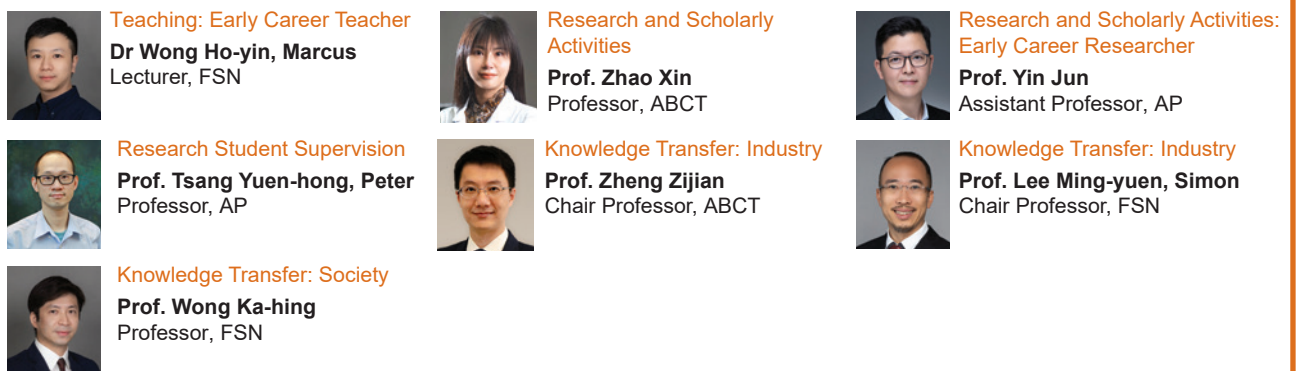 Teaching: Early Career Teacher
Dr Wong Ho-yin, Marcus
Lecturer, FSN
Research and Scholarly
Activities
Prof. Zhao Xin
Professor, ABCT
Research and Scholarly Activities:
Early Career Researcher
Prof. Yin Jun
Assistant Professor, AP
Research Student Supervision
Prof. Tsang Yuen-hong, Peter
Professor, AP
Knowledge Transfer: Industry
Prof. Zheng Zijian
Chair Professor, ABCT
Knowledge Transfer: Industry
Prof. Lee Ming-yuen, Simon
Chair Professor, FSN
Knowledge Transfer: Society
Prof. Wong Ka-hing
Professor, FSN